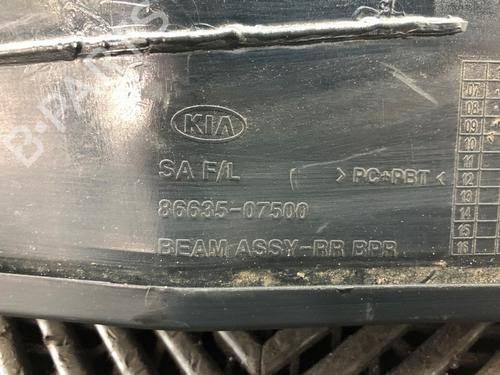 B-PARTS
KIA
SA F/L
> PC+PBT <
86635-07500
BEAM ASSY-RR BPR
07
08
09
10
11
12
13
14
15
16